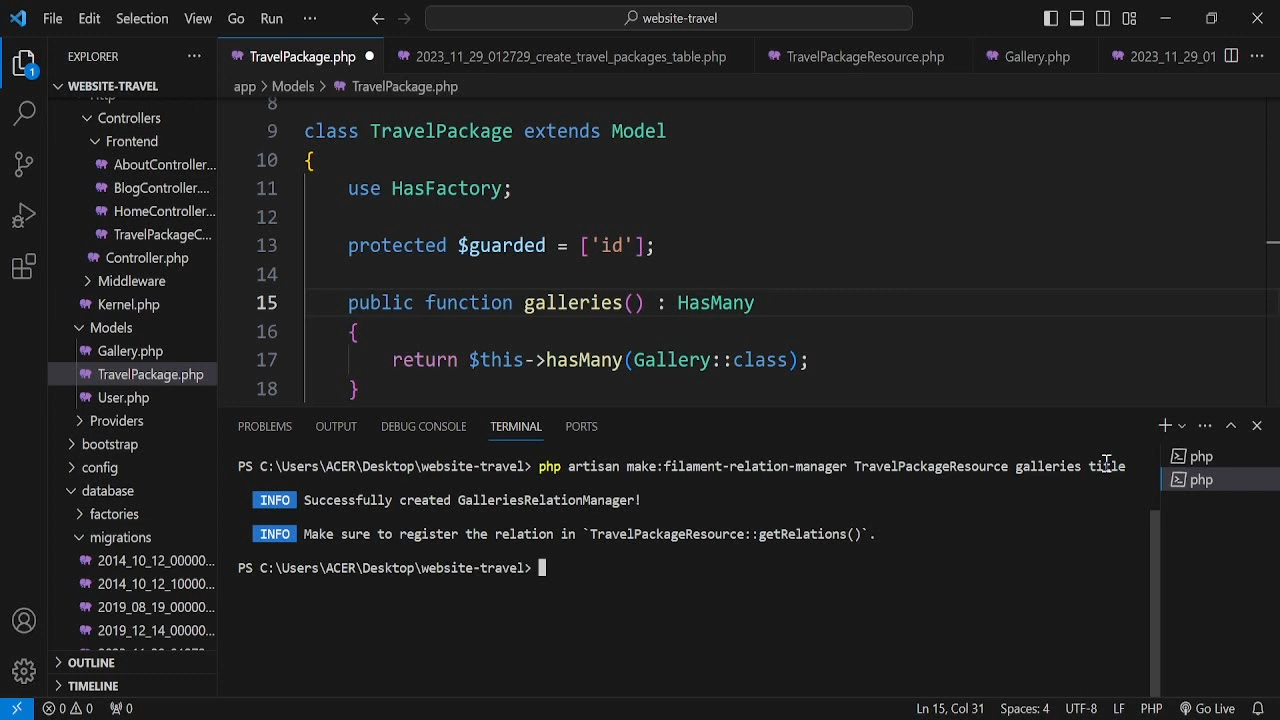 File Edit Selection View Go Run ··· website-travel
EXPLORER ···
WEBSITE-TRAVEL
Http
Controllers
Frontend
AboutController...
BlogController....
HomeController...
TravelPackageC...
Controller.php
Middleware
Kernel.php
Models
Gallery.php
TravelPackage.php
User.php
Providers
bootstrap
config
database
factories
migrations
2014_10_12_00000...
2014_10_12_10000...
2019_08_19_00000...
2019_12_14_00000...
OUTLINE
TIMELINE
1
TravelPackage.php 2023_11_29_012729_create_travel_packages_table.php TravelPackageResource.php Gallery.php 2023_11_29_01 ···
app > Models > TravelPackage.php
8
9 class TravelPackage extends Model
10 {
11 use HasFactory;
12
13 protected $guarded = ['id'];
14
15 public function galleries() : HasMany
16 {
17 return $this->hasMany(Gallery::class);
18 }
PROBLEMS OUTPUT DEBUG CONSOLE TERMINAL PORTS ···
PS C:\Users\ACER\Desktop\website-travel> php artisan make:filament-relation-manager TravelPackageResource galleries title
INFO Successfully created GalleriesRelationManager!
INFO Make sure to register the relation in `TravelPackageResource::getRelations()`.
PS C:\Users\ACER\Desktop\website-travel>
php
php
0 0 0 Ln 15, Col 31 Spaces: 4 UTF-8 LF PHP Go Live